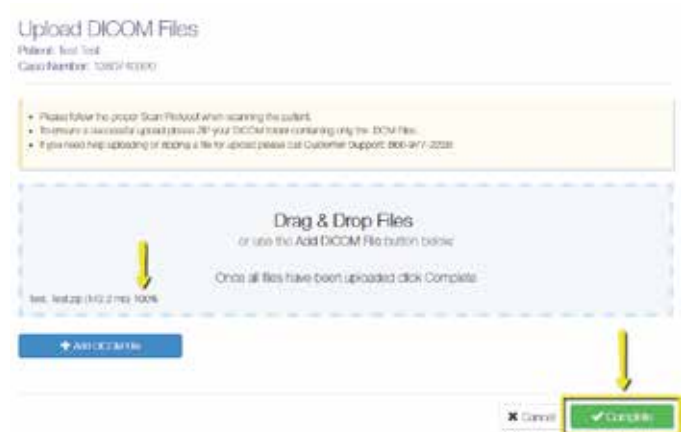 Upload DICOM Files
Patient: Test Test
Case Number:
• Please follow the proper Scan Protocol when scanning the patient.
• To ensure a successful upload please ZIP your DICOM folder containing only the .DCM files.
• If you need help uploading or zipping a file for upload please call Customer Support:
Drag & Drop Files
or use the Add DICOM File button below
Once all files have been uploaded click Complete
Test, Test.zip 100%
Add DICOM File
Cancel
Complete